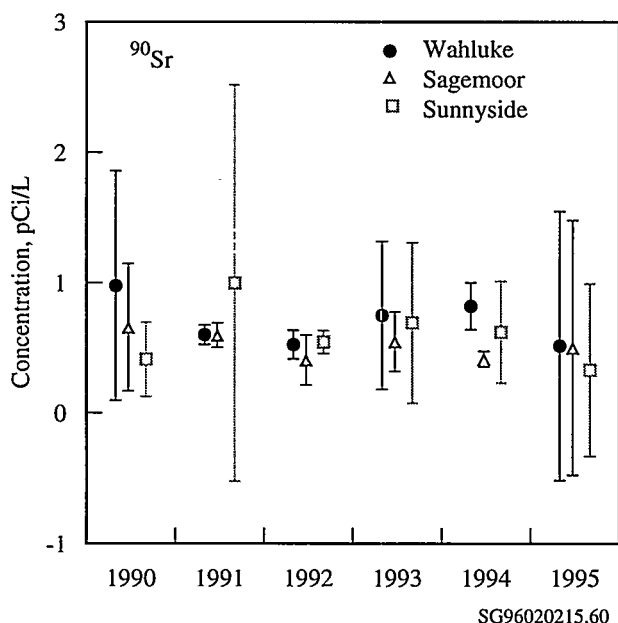 3
⁹⁰Sr
Wahluke
Sagemoor
Sunnyside
2
1
0
-1
Concentration, pCi/L
1990 1991 1992 1993 1994 1995
SG96020215.60